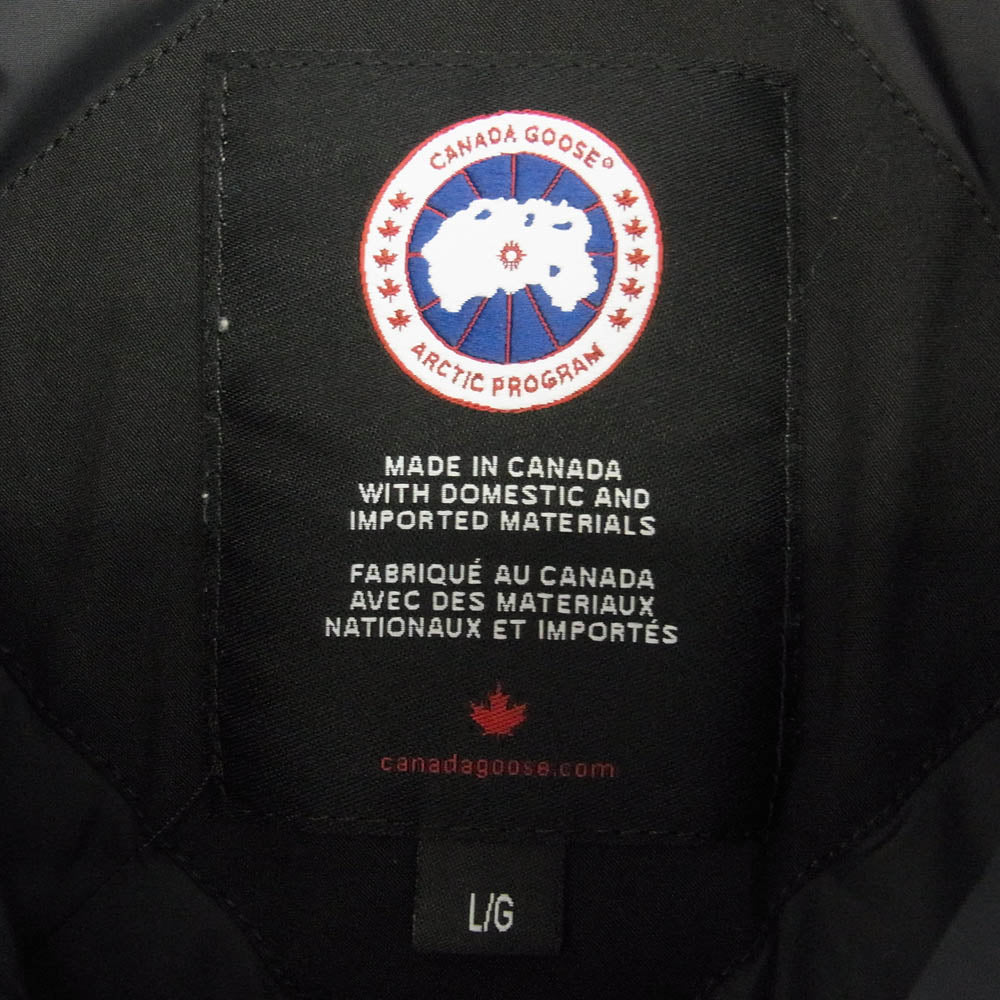 CANADA GOOSE®
ARCTIC PROGRAM
MADE IN CANADA
WITH DOMESTIC AND
IMPORTED MATERIALS
FABRIQUÉ AU CANADA
AVEC DES MATERIAUX
NATIONAUX ET IMPORTÉS
canadagoose.com
L/G